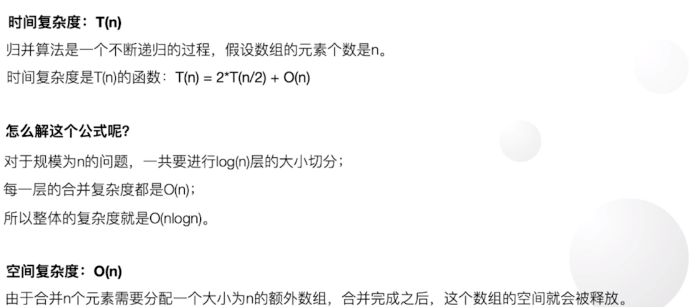 时间复杂度：T(n)
归并算法是一个不断递归的过程，假设数组的元素个数是n。
时间复杂度是T(n)的函数：T(n) = 2*T(n/2) + O(n)
怎么解这个公式呢？
对于规模为n的问题，一共要进行log(n)层的大小切分；
每一层的合并复杂度都是O(n)；
所以整体的复杂度就是O(nlogn)。
空间复杂度：O(n)
由于合并n个元素需要分配一个大小为n的额外数组，合并完成之后，这个数组的空间就会被释放。